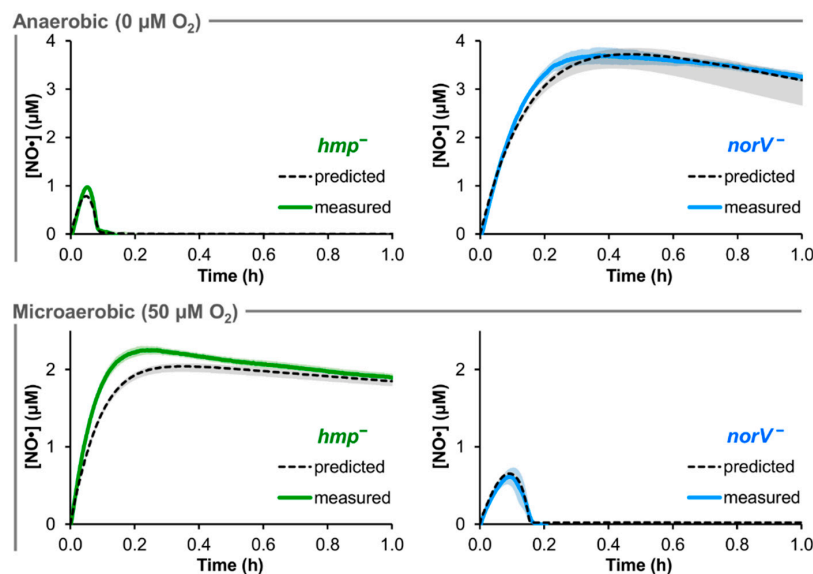 Anaerobic (0 µM O₂)
4
3
2
1
0
[NO•] (µM)
hmp⁻
predicted
measured
0.0 0.2 0.4 0.6 0.8 1.0
Time (h)
4
3
2
1
0
[NO•] (µM)
norV⁻
predicted
measured
0.0 0.2 0.4 0.6 0.8 1.0
Time (h)
Microaerobic (50 µM O₂)
2
1
0
[NO•] (µM)
hmp⁻
predicted
measured
0.0 0.2 0.4 0.6 0.8 1.0
Time (h)
2
1
0
[NO•] (µM)
norV⁻
predicted
measured
0.0 0.2 0.4 0.6 0.8 1.0
Time (h)